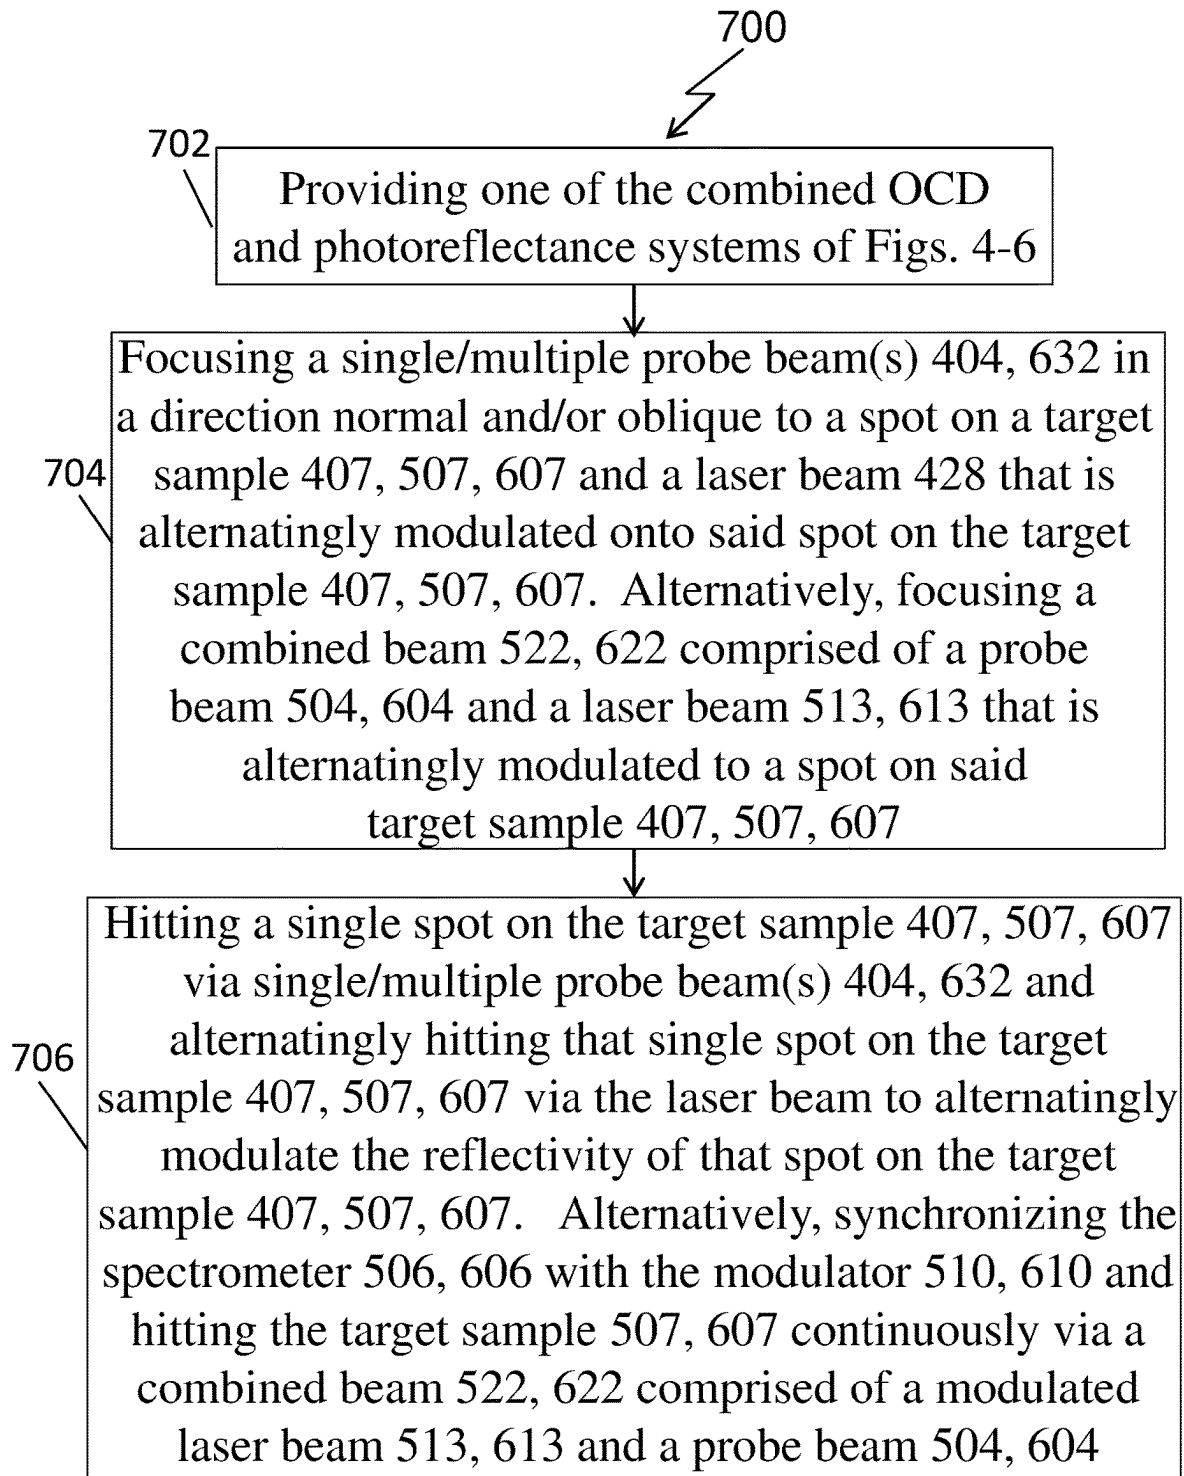 700
702
Providing one of the combined OCD
and photoreflectance systems of Figs. 4-6
704
Focusing a single/multiple probe beam(s) 404, 632 in
a direction normal and/or oblique to a spot on a target
sample 407, 507, 607 and a laser beam 428 that is
alternatingly modulated onto said spot on the target
sample 407, 507, 607.  Alternatively, focusing a
combined beam 522, 622 comprised of a probe
beam 504, 604 and a laser beam 513, 613 that is
alternatingly modulated to a spot on said
target sample 407, 507, 607
706
Hitting a single spot on the target sample 407, 507, 607
via single/multiple probe beam(s) 404, 632 and
alternatingly hitting that single spot on the target
sample 407, 507, 607 via the laser beam to alternatingly
modulate the reflectivity of that spot on the target
sample 407, 507, 607.   Alternatively, synchronizing the
spectrometer 506, 606 with the modulator 510, 610 and
hitting the target sample 507, 607 continuously via a
combined beam 522, 622 comprised of a modulated
laser beam 513, 613 and a probe beam 504, 604